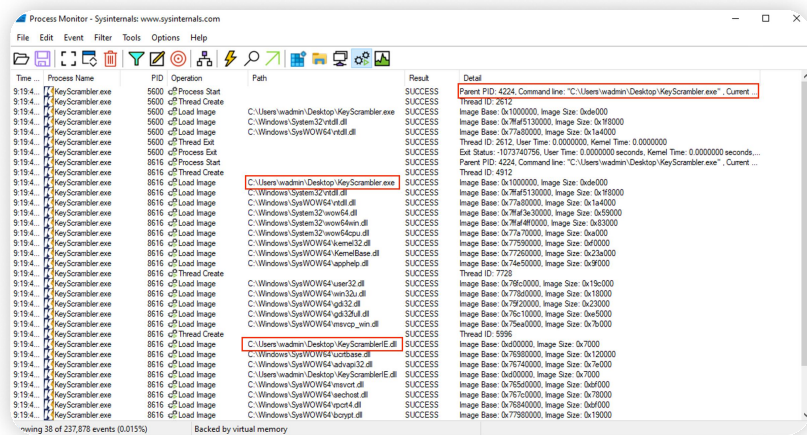 Process Monitor - Sysinternals: www.sysinternals.com
File Edit Event Filter Tools Options Help
Time ... Process Name PID Operation Path Result Detail
9:19:4... KeyScrambler.exe 5600 Process Start SUCCESS Parent PID: 4224, Command line: "C:\Users\wadmin\Desktop\KeyScrambler.exe" , Current ...
9:19:4... KeyScrambler.exe 5600 Thread Create SUCCESS Thread ID: 2612
9:19:4... KeyScrambler.exe 5600 Load Image C:\Users\wadmin\Desktop\KeyScrambler.exe SUCCESS Image Base: 0x1000000, Image Size: 0xde000
9:19:4... KeyScrambler.exe 5600 Load Image C:\Windows\System32\ntdll.dll SUCCESS Image Base: 0x7ffaf5130000, Image Size: 0x1f8000
9:19:4... KeyScrambler.exe 5600 Load Image C:\Windows\SysWOW64\ntdll.dll SUCCESS Image Base: 0x77a80000, Image Size: 0x1a4000
9:19:4... KeyScrambler.exe 5600 Thread Exit SUCCESS Thread ID: 2612, User Time: 0.0000000, Kernel Time: 0.0000000
9:19:4... KeyScrambler.exe 5600 Process Exit SUCCESS Exit Status: -1073740756, User Time: 0.0000000 seconds, Kernel Time: 0.0000000 seconds,...
9:19:4... KeyScrambler.exe 8616 Process Start SUCCESS Parent PID: 4224, Command line: "C:\Users\wadmin\Desktop\KeyScrambler.exe" , Current ...
9:19:4... KeyScrambler.exe 8616 Thread Create SUCCESS Thread ID: 4912
9:19:4... KeyScrambler.exe 8616 Load Image C:\Users\wadmin\Desktop\KeyScrambler.exe SUCCESS Image Base: 0x1000000, Image Size: 0xde000
9:19:4... KeyScrambler.exe 8616 Load Image C:\Windows\System32\ntdll.dll SUCCESS Image Base: 0x7ffaf5130000, Image Size: 0x1f8000
9:19:4... KeyScrambler.exe 8616 Load Image C:\Windows\SysWOW64\ntdll.dll SUCCESS Image Base: 0x77a80000, Image Size: 0x1a4000
9:19:4... KeyScrambler.exe 8616 Load Image C:\Windows\System32\wow64.dll SUCCESS Image Base: 0x7ffaf3e30000, Image Size: 0x59000
9:19:4... KeyScrambler.exe 8616 Load Image C:\Windows\System32\wow64win.dll SUCCESS Image Base: 0x7ffaf4ff0000, Image Size: 0x83000
9:19:4... KeyScrambler.exe 8616 Load Image C:\Windows\System32\wow64cpu.dll SUCCESS Image Base: 0x77a70000, Image Size: 0xa000
9:19:4... KeyScrambler.exe 8616 Load Image C:\Windows\SysWOW64\kernel32.dll SUCCESS Image Base: 0x77590000, Image Size: 0xf0000
9:19:4... KeyScrambler.exe 8616 Load Image C:\Windows\SysWOW64\KernelBase.dll SUCCESS Image Base: 0x77260000, Image Size: 0x23a000
9:19:4... KeyScrambler.exe 8616 Load Image C:\Windows\SysWOW64\apphelp.dll SUCCESS Image Base: 0x74e50000, Image Size: 0x9f000
9:19:4... KeyScrambler.exe 8616 Thread Create SUCCESS Thread ID: 7728
9:19:4... KeyScrambler.exe 8616 Load Image C:\Windows\SysWOW64\user32.dll SUCCESS Image Base: 0x76fc0000, Image Size: 0x19c000
9:19:4... KeyScrambler.exe 8616 Load Image C:\Windows\SysWOW64\win32u.dll SUCCESS Image Base: 0x778d0000, Image Size: 0x18000
9:19:4... KeyScrambler.exe 8616 Load Image C:\Windows\SysWOW64\gdi32.dll SUCCESS Image Base: 0x75f20000, Image Size: 0x23000
9:19:4... KeyScrambler.exe 8616 Load Image C:\Windows\SysWOW64\gdi32full.dll SUCCESS Image Base: 0x76c10000, Image Size: 0xe5000
9:19:4... KeyScrambler.exe 8616 Load Image C:\Windows\SysWOW64\msvcp_win.dll SUCCESS Image Base: 0x75ea0000, Image Size: 0x7b000
9:19:4... KeyScrambler.exe 8616 Thread Create SUCCESS Thread ID: 5996
9:19:4... KeyScrambler.exe 8616 Load Image C:\Users\wadmin\Desktop\KeyScramblerIE.dll SUCCESS Image Base: 0xd00000, Image Size: 0x7000
9:19:4... KeyScrambler.exe 8616 Load Image C:\Windows\SysWOW64\ucrtbase.dll SUCCESS Image Base: 0x76980000, Image Size: 0x120000
9:19:4... KeyScrambler.exe 8616 Load Image C:\Windows\SysWOW64\advapi32.dll SUCCESS Image Base: 0x76740000, Image Size: 0x7e000
9:19:4... KeyScrambler.exe 8616 Load Image C:\Users\wadmin\Desktop\KeyScramblerIE.dll SUCCESS Image Base: 0xd00000, Image Size: 0x7000
9:19:4... KeyScrambler.exe 8616 Load Image C:\Windows\SysWOW64\msvcrt.dll SUCCESS Image Base: 0x765d0000, Image Size: 0xbf000
9:19:4... KeyScrambler.exe 8616 Load Image C:\Windows\SysWOW64\sechost.dll SUCCESS Image Base: 0x767c0000, Image Size: 0x78000
9:19:4... KeyScrambler.exe 8616 Load Image C:\Windows\SysWOW64\rpcrt4.dll SUCCESS Image Base: 0x76840000, Image Size: 0xbf000
9:19:4... KeyScrambler.exe 8616 Load Image C:\Windows\SysWOW64\bcrypt.dll SUCCESS Image Base: 0x77980000, Image Size: 0x19000
owing 38 of 237,878 events (0.015%) Backed by virtual memory